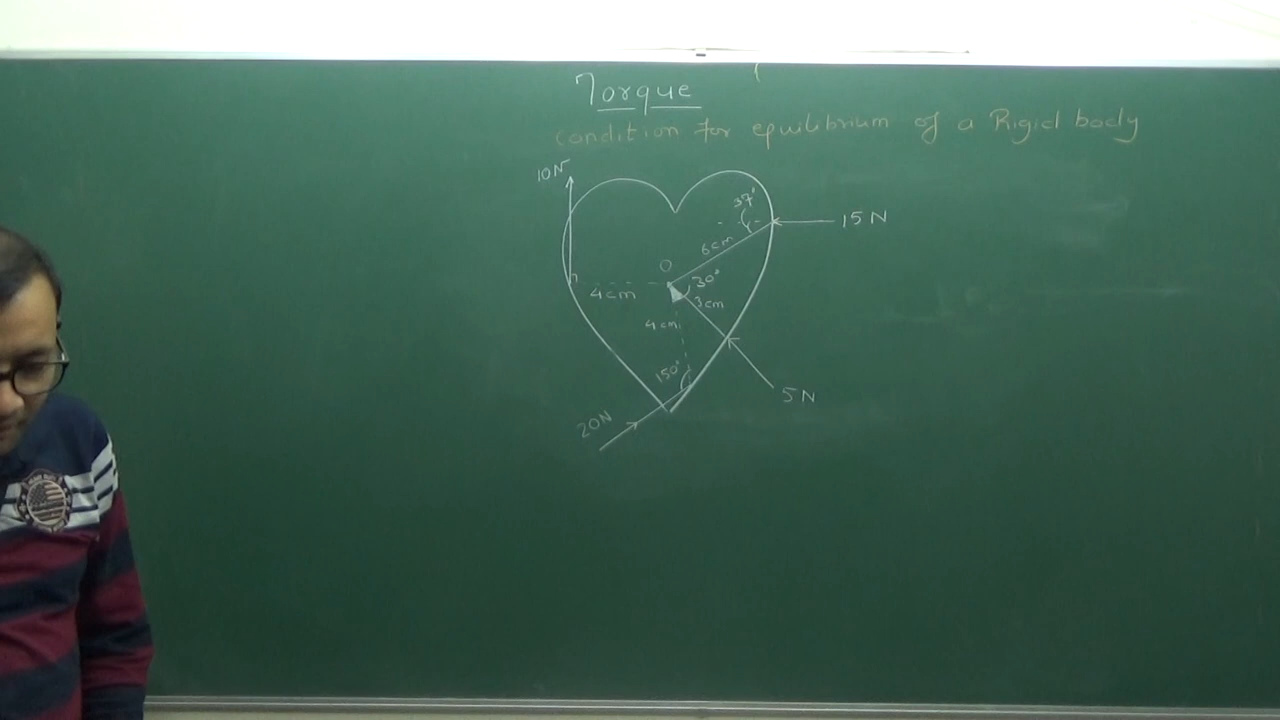 Torque
condition for equilibrium of a Rigid body
10N
37°
15 N
6cm
O
30°
4cm
3cm
4cm
150°
5N
20N